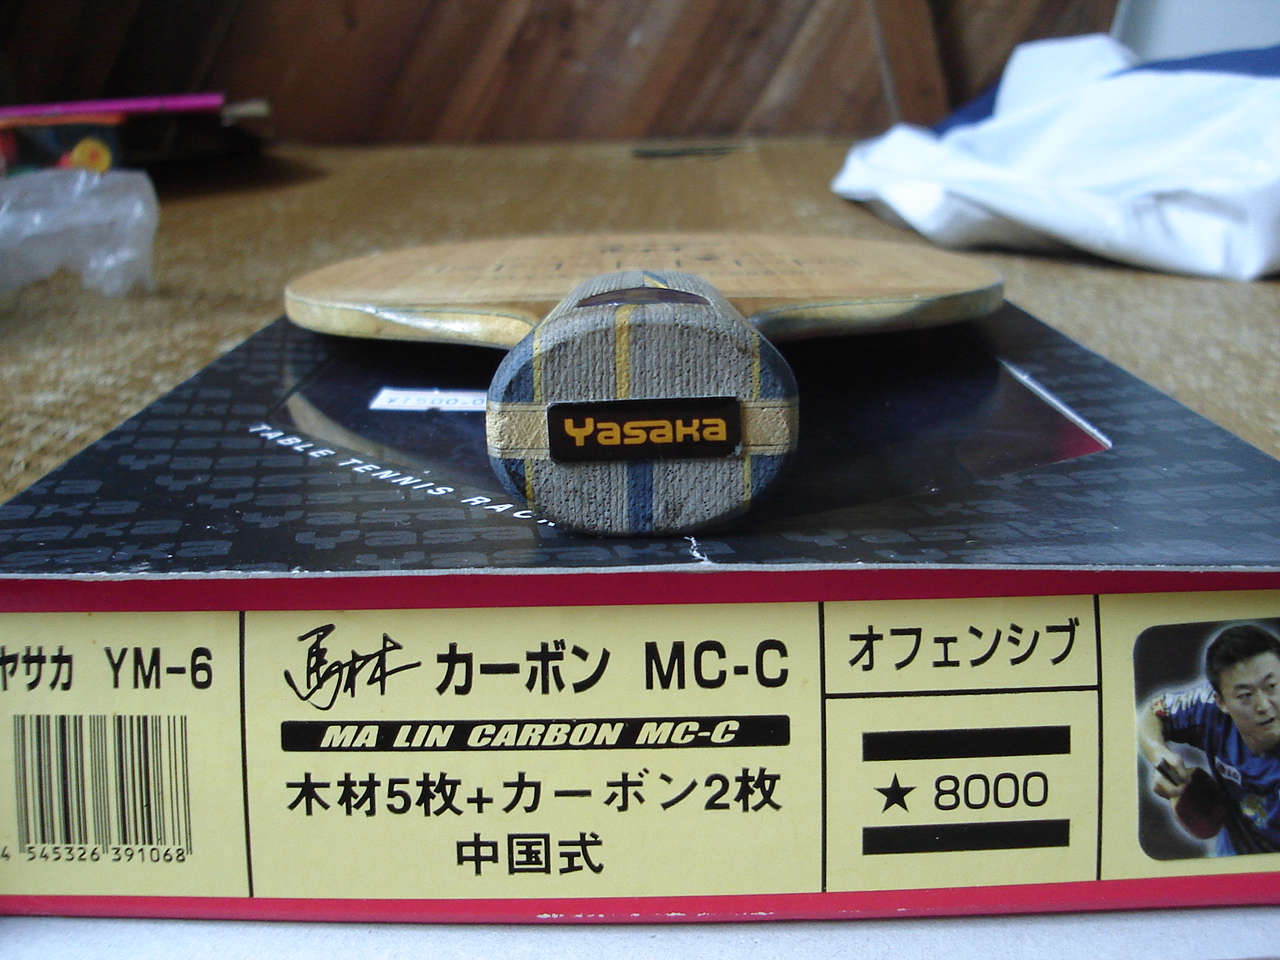 Yasaka
TABLE TENNIS
ヤサカ YM-6
4 545326 391068
馬林 カーボン MC-C
MA LIN CARBON MC-C
木材5枚+カーボン2枚
中国式
オフェンシブ
★ 8000